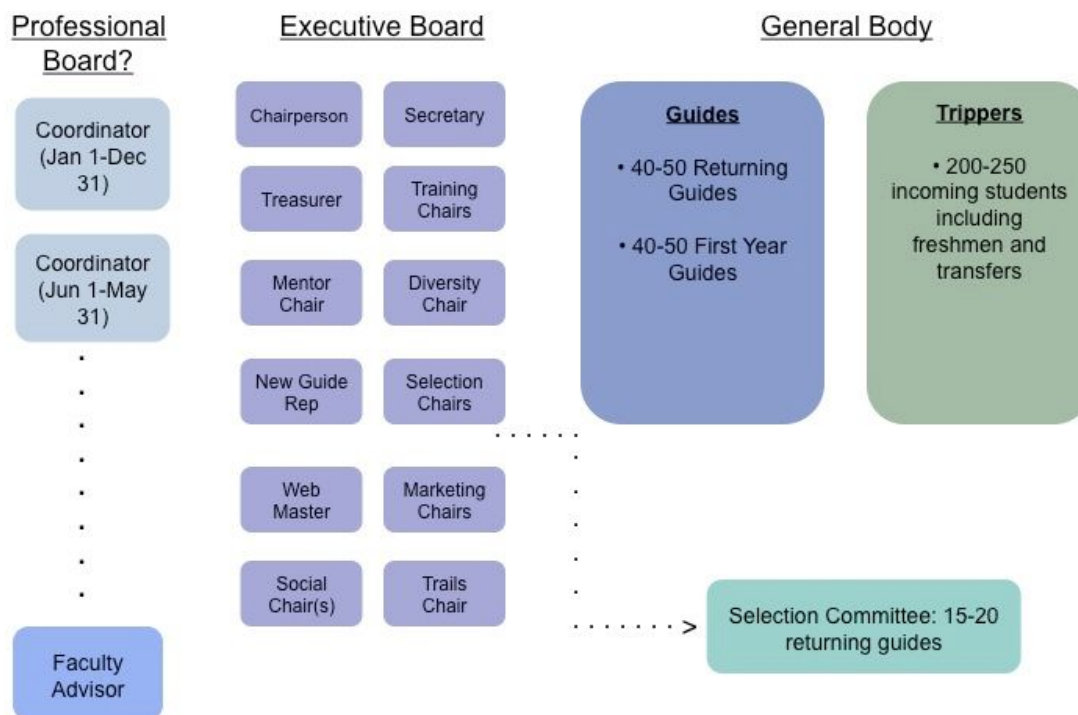 Professional
Board?
Coordinator
(Jan 1-Dec
31)
Coordinator
(Jun 1-May
31)
Faculty
Advisor
Executive Board
Chairperson
Secretary
Treasurer
Training
Chairs
Mentor
Chair
Diversity
Chair
New Guide
Rep
Selection
Chairs
Web
Master
Marketing
Chairs
Social
Chair(s)
Trails
Chair
General Body
Guides
• 40-50 Returning
Guides
• 40-50 First Year
Guides
Trippers
• 200-250
incoming students
including
freshmen and
transfers
Selection Committee: 15-20
returning guides